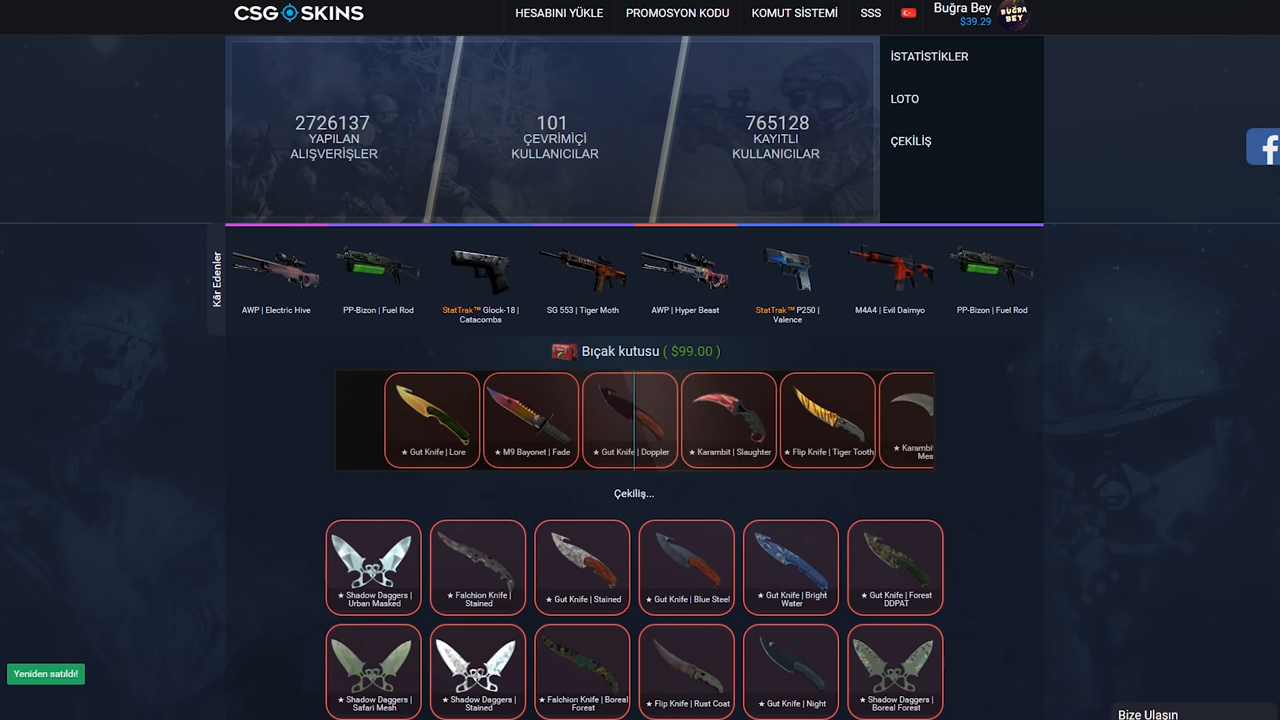 CSG SKINS
HESABINI YÜKLE
PROMOSYON KODU
KOMUT SİSTEMİ
SSS
Buğra Bey
$39.29
BUĞRA
BEY
2726137
YAPILAN
ALIŞVERİŞLER
101
ÇEVRİMİÇİ
KULLANICILAR
765128
KAYITLI
KULLANICILAR
İSTATİSTİKLER
LOTO
ÇEKİLİŞ
f
Kâr Edenler
AWP | Electric Hive
PP-Bizon | Fuel Rod
StatTrak™ Glock-18 |
Catacombs
SG 553 | Tiger Moth
AWP | Hyper Beast
StatTrak™ P250 |
Valence
M4A4 | Evil Daimyo
PP-Bizon | Fuel Rod
Bıçak kutusu ( $99.00 )
★ Gut Knife | Lore
★ M9 Bayonet | Fade
★ Gut Knife | Doppler
★ Karambit | Slaughter
★ Flip Knife | Tiger Tooth
★ Karambit
Mes
Çekiliş...
★ Shadow Daggers |
Urban Masked
★ Falchion Knife |
Stained
★ Gut Knife | Stained
★ Gut Knife | Blue Steel
★ Gut Knife | Bright
Water
★ Gut Knife | Forest
DDPAT
★ Shadow Daggers |
Safari Mesh
★ Shadow Daggers |
Stained
★ Falchion Knife | Boreal
Forest
★ Flip Knife | Rust Coat
★ Gut Knife | Night
★ Shadow Daggers |
Boreal Forest
Yeniden satıldı!
Bize Ulaşın